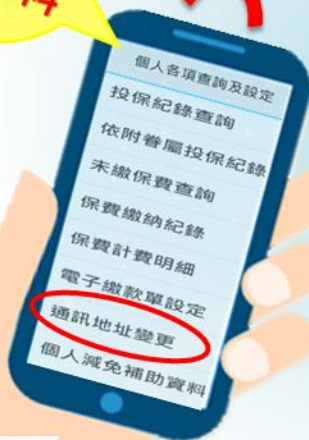 個人各項查詢及設定
投保紀錄查詢
依附眷屬投保紀錄
未繳保費查詢
保費繳納紀錄
保費計費明細
電子繳款單設定
通訊地址變更
個人減免補助資料